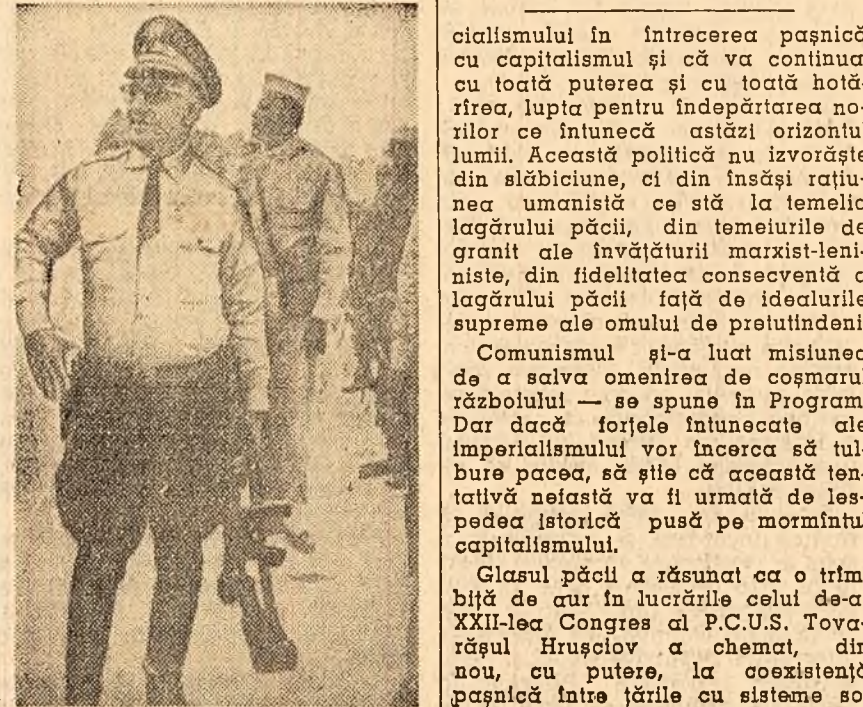 cialismului în întrecerea pașnică
cu capitalismul și că va continua
cu toată puterea și cu toată hotă-
rîrea, lupta pentru îndepărtarea no-
rilor ce întunecă astăzi orizontul
lumii. Această politică nu izvorăște
din slăbiciune, ci din însăși rațiu-
nea umanistă ce stă la temelia
lagărului păcii, din temeiurile de
granit ale învățăturii marxist-leni-
niste, din fidelitatea consecventă a
lagărului păcii față de idealurile
supreme ale omului de pretutindeni
Comunismul și-a luat misiunea
de a salva omenirea de coșmarul
războiului — se spune în Program
Dar dacă forțele întunecate ale
imperialismului vor încerca să tul-
bure pacea, să știe că această ten-
tativă nefastă va fi urmată de les-
pedea istorică pusă pe mormîntul
capitalismului.
Glasul păcii a răsunat ca o trîm
biță de aur în lucrările celui de-a
XXII-lea Congres al P.C.U.S. Tova-
rășul Hrușciov a chemat, din
nou, cu putere, la coexistență
pașnică între țările cu sisteme so